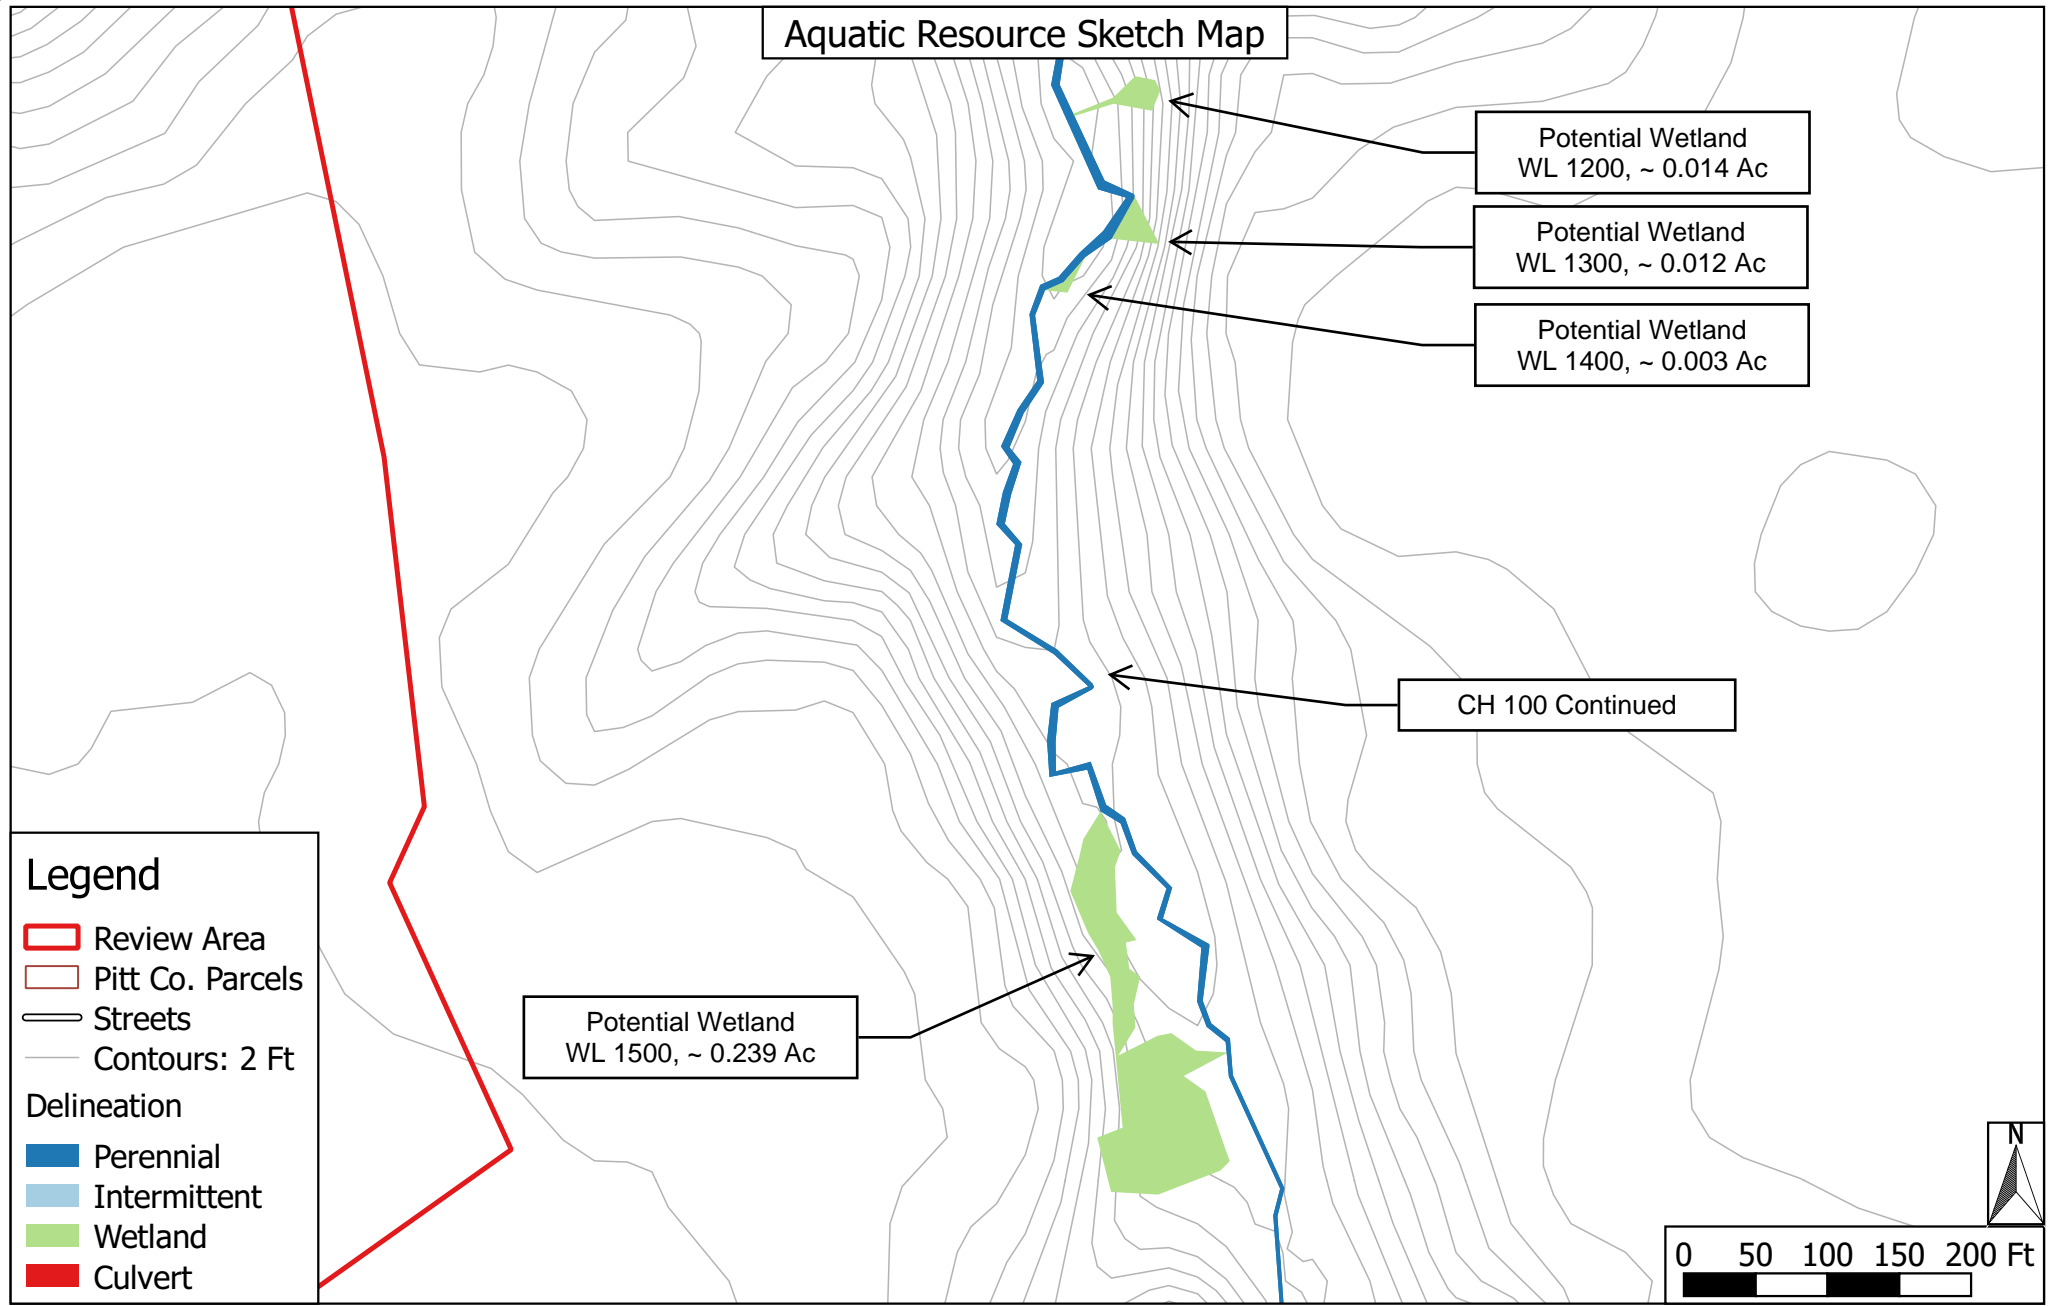 Aquatic Resource Sketch Map
Potential Wetland
WL 1200, ~ 0.014 Ac
Potential Wetland
WL 1300, ~ 0.012 Ac
Potential Wetland
WL 1400, ~ 0.003 Ac
CH 100 Continued
Potential Wetland
WL 1500, ~ 0.239 Ac
Legend
Review Area
Pitt Co. Parcels
Streets
Contours: 2 Ft
Delineation
Perennial
Intermittent
Wetland
Culvert
N
0 50 100 150 200 Ft